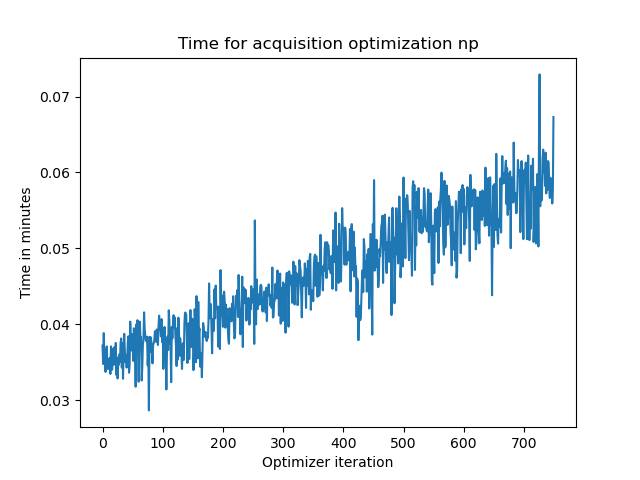 Time for acquisition optimization np
Time in minutes
0.07
0.06
0.05
0.04
0.03
0 100 200 300 400 500 600 700
Optimizer iteration